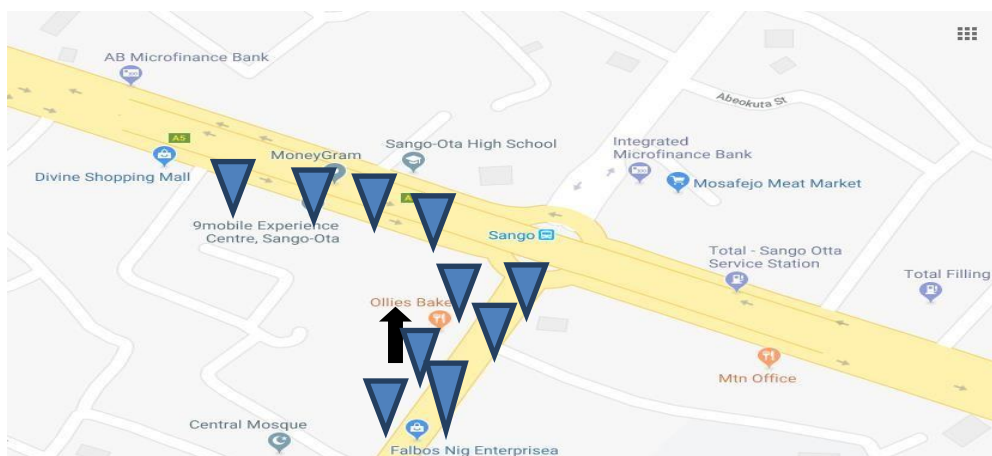 AB Microfinance Bank
Abeokuta St
A5
MoneyGram
Sango-Ota High School
Integrated
Microfinance Bank
Divine Shopping Mall
Mosafejo Meat Market
9mobile Experience
Centre, Sango-Ota
Sango
Total - Sango Otta
Service Station
Total Filling
Ollies
Mtn Office
Central Mosque
Falbos Nig Enterprisea